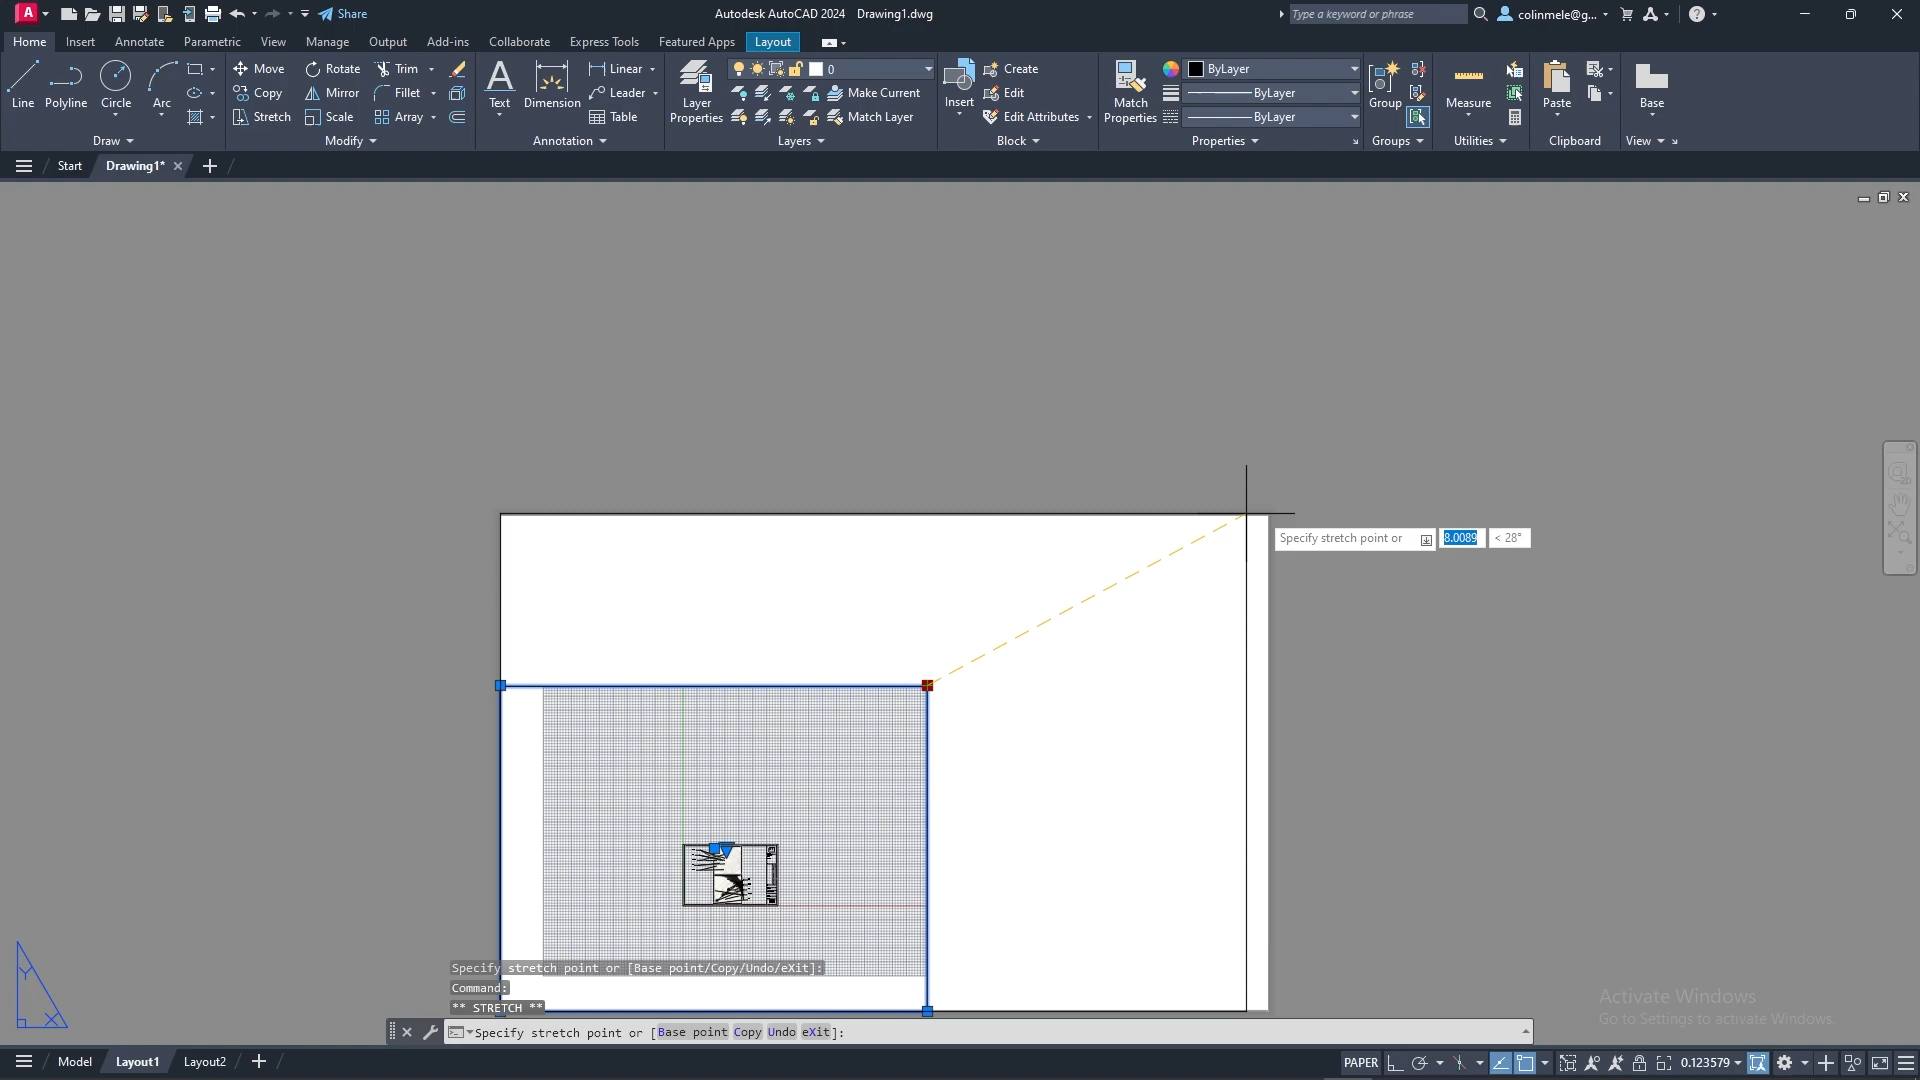 Share
Autodesk AutoCAD 2024 Drawing1.dwg
Type a keyword or phrase
colinmele@g...
Home Insert Annotate Parametric View Manage Output Add-ins Collaborate Express Tools Featured Apps Layout
Move Rotate Trim Linear 0 Create ByLayer
Copy Mirror Fillet Leader Make Current Edit ByLayer
Line Polyline Circle Arc Text Dimension Layer Properties Insert Match Properties Group Measure Paste Base
Stretch Scale Array Table Match Layer Edit Attributes ByLayer
Draw Modify Annotation Layers Block Properties Groups Utilities Clipboard View
Start Drawing1*
Specify stretch point or 8.0089 < 28°
Specify stretch point or [Base point/Copy/Undo/eXit]:
Command:
** STRETCH **
Y
X
Activate Windows
Go to Settings to activate Windows.
Specify stretch point or [Base point Copy Undo eXit]:
Model Layout1 Layout2
PAPER 0.123579